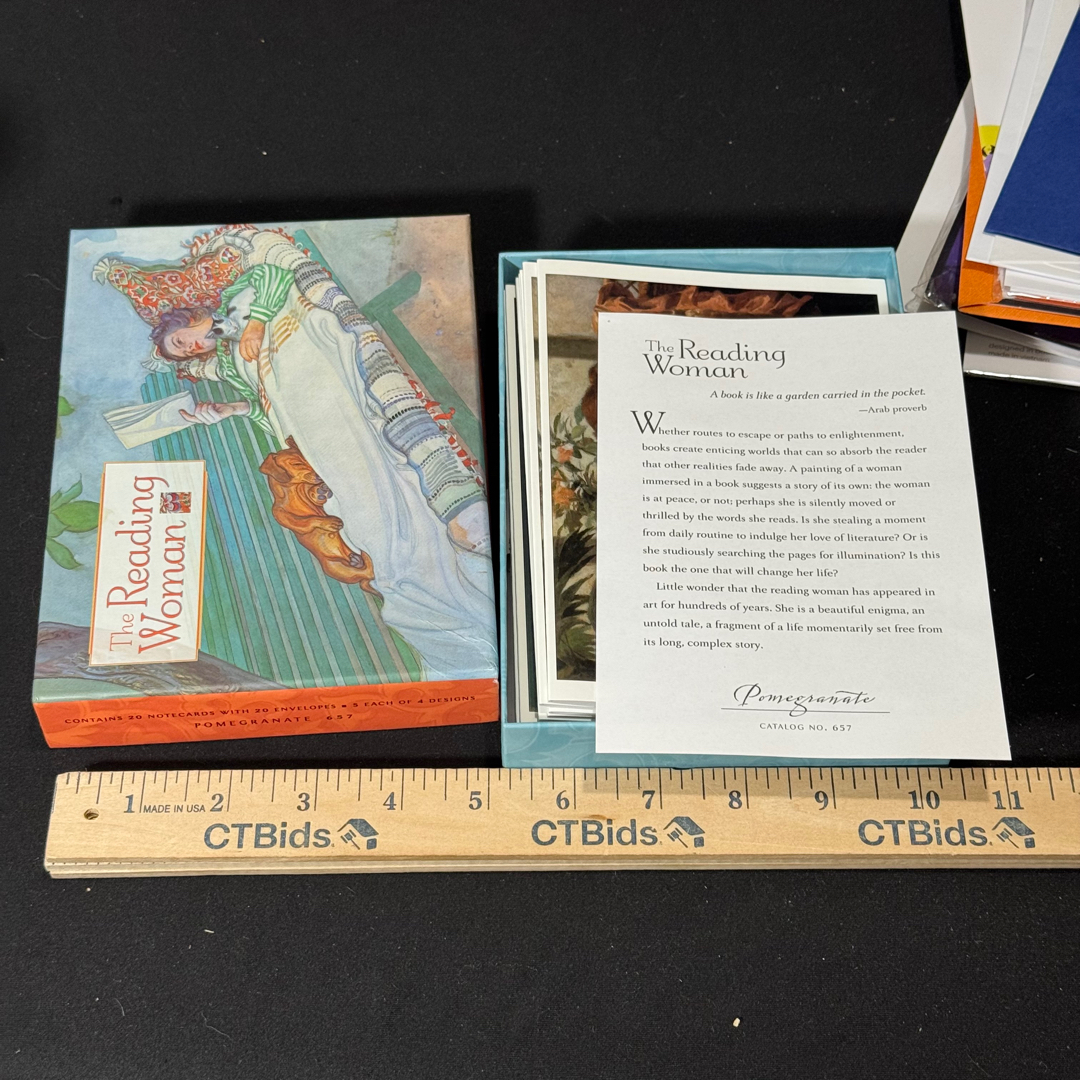 The Reading
Woman
CONTAINS 20 NOTECARDS WITH 20 ENVELOPES ▪ 5 EACH OF 4 DESIGNS
POMEGRANATE 657
The Reading
Woman
A book is like a garden carried in the pocket.
—Arab proverb
Whether routes to escape or paths to enlightenment,
books create enticing worlds that can so absorb the reader
that other realities fade away. A painting of a woman
immersed in a book suggests a story of its own: the woman
is at peace, or not; perhaps she is silently moved or
thrilled by the words she reads. Is she stealing a moment
from daily routine to indulge her love of literature? Or is
she studiously searching the pages for illumination? Is this
book the one that will change her life?
Little wonder that the reading woman has appeared in
art for hundreds of years. She is a beautiful enigma, an
untold tale, a fragment of a life momentarily set free from
its long, complex story.
Pomegranate
CATALOG NO. 657
1 MADE IN USA 2 3 4 5 6 7 8 9 10 11
CTBids. CTBids. CTBids.